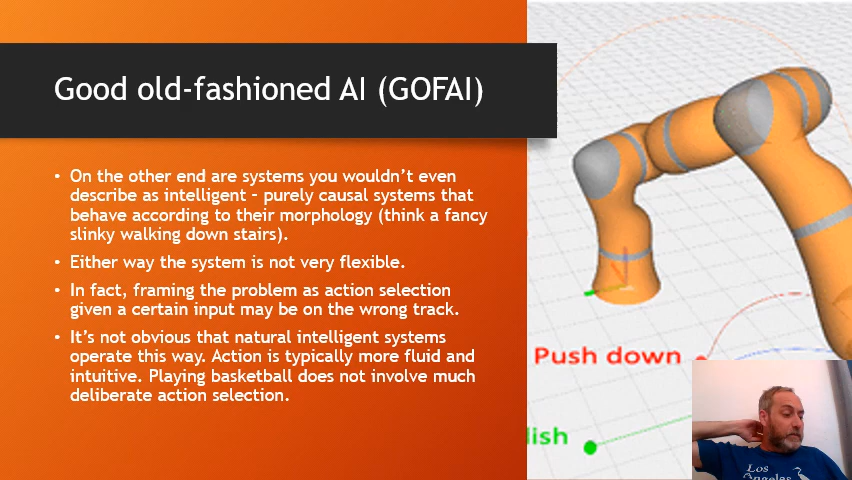 Good old-fashioned AI (GOFAI)
• On the other end are systems you wouldn't even
describe as intelligent – purely causal systems that
behave according to their morphology (think a fancy
slinky walking down stairs).
• Either way the system is not very flexible.
• In fact, framing the problem as action selection
given a certain input may be on the wrong track.
• It's not obvious that natural intelligent systems
operate this way. Action is typically more fluid and
intuitive. Playing basketball does not involve much
deliberate action selection.
Push down
lish
Los
Angeles